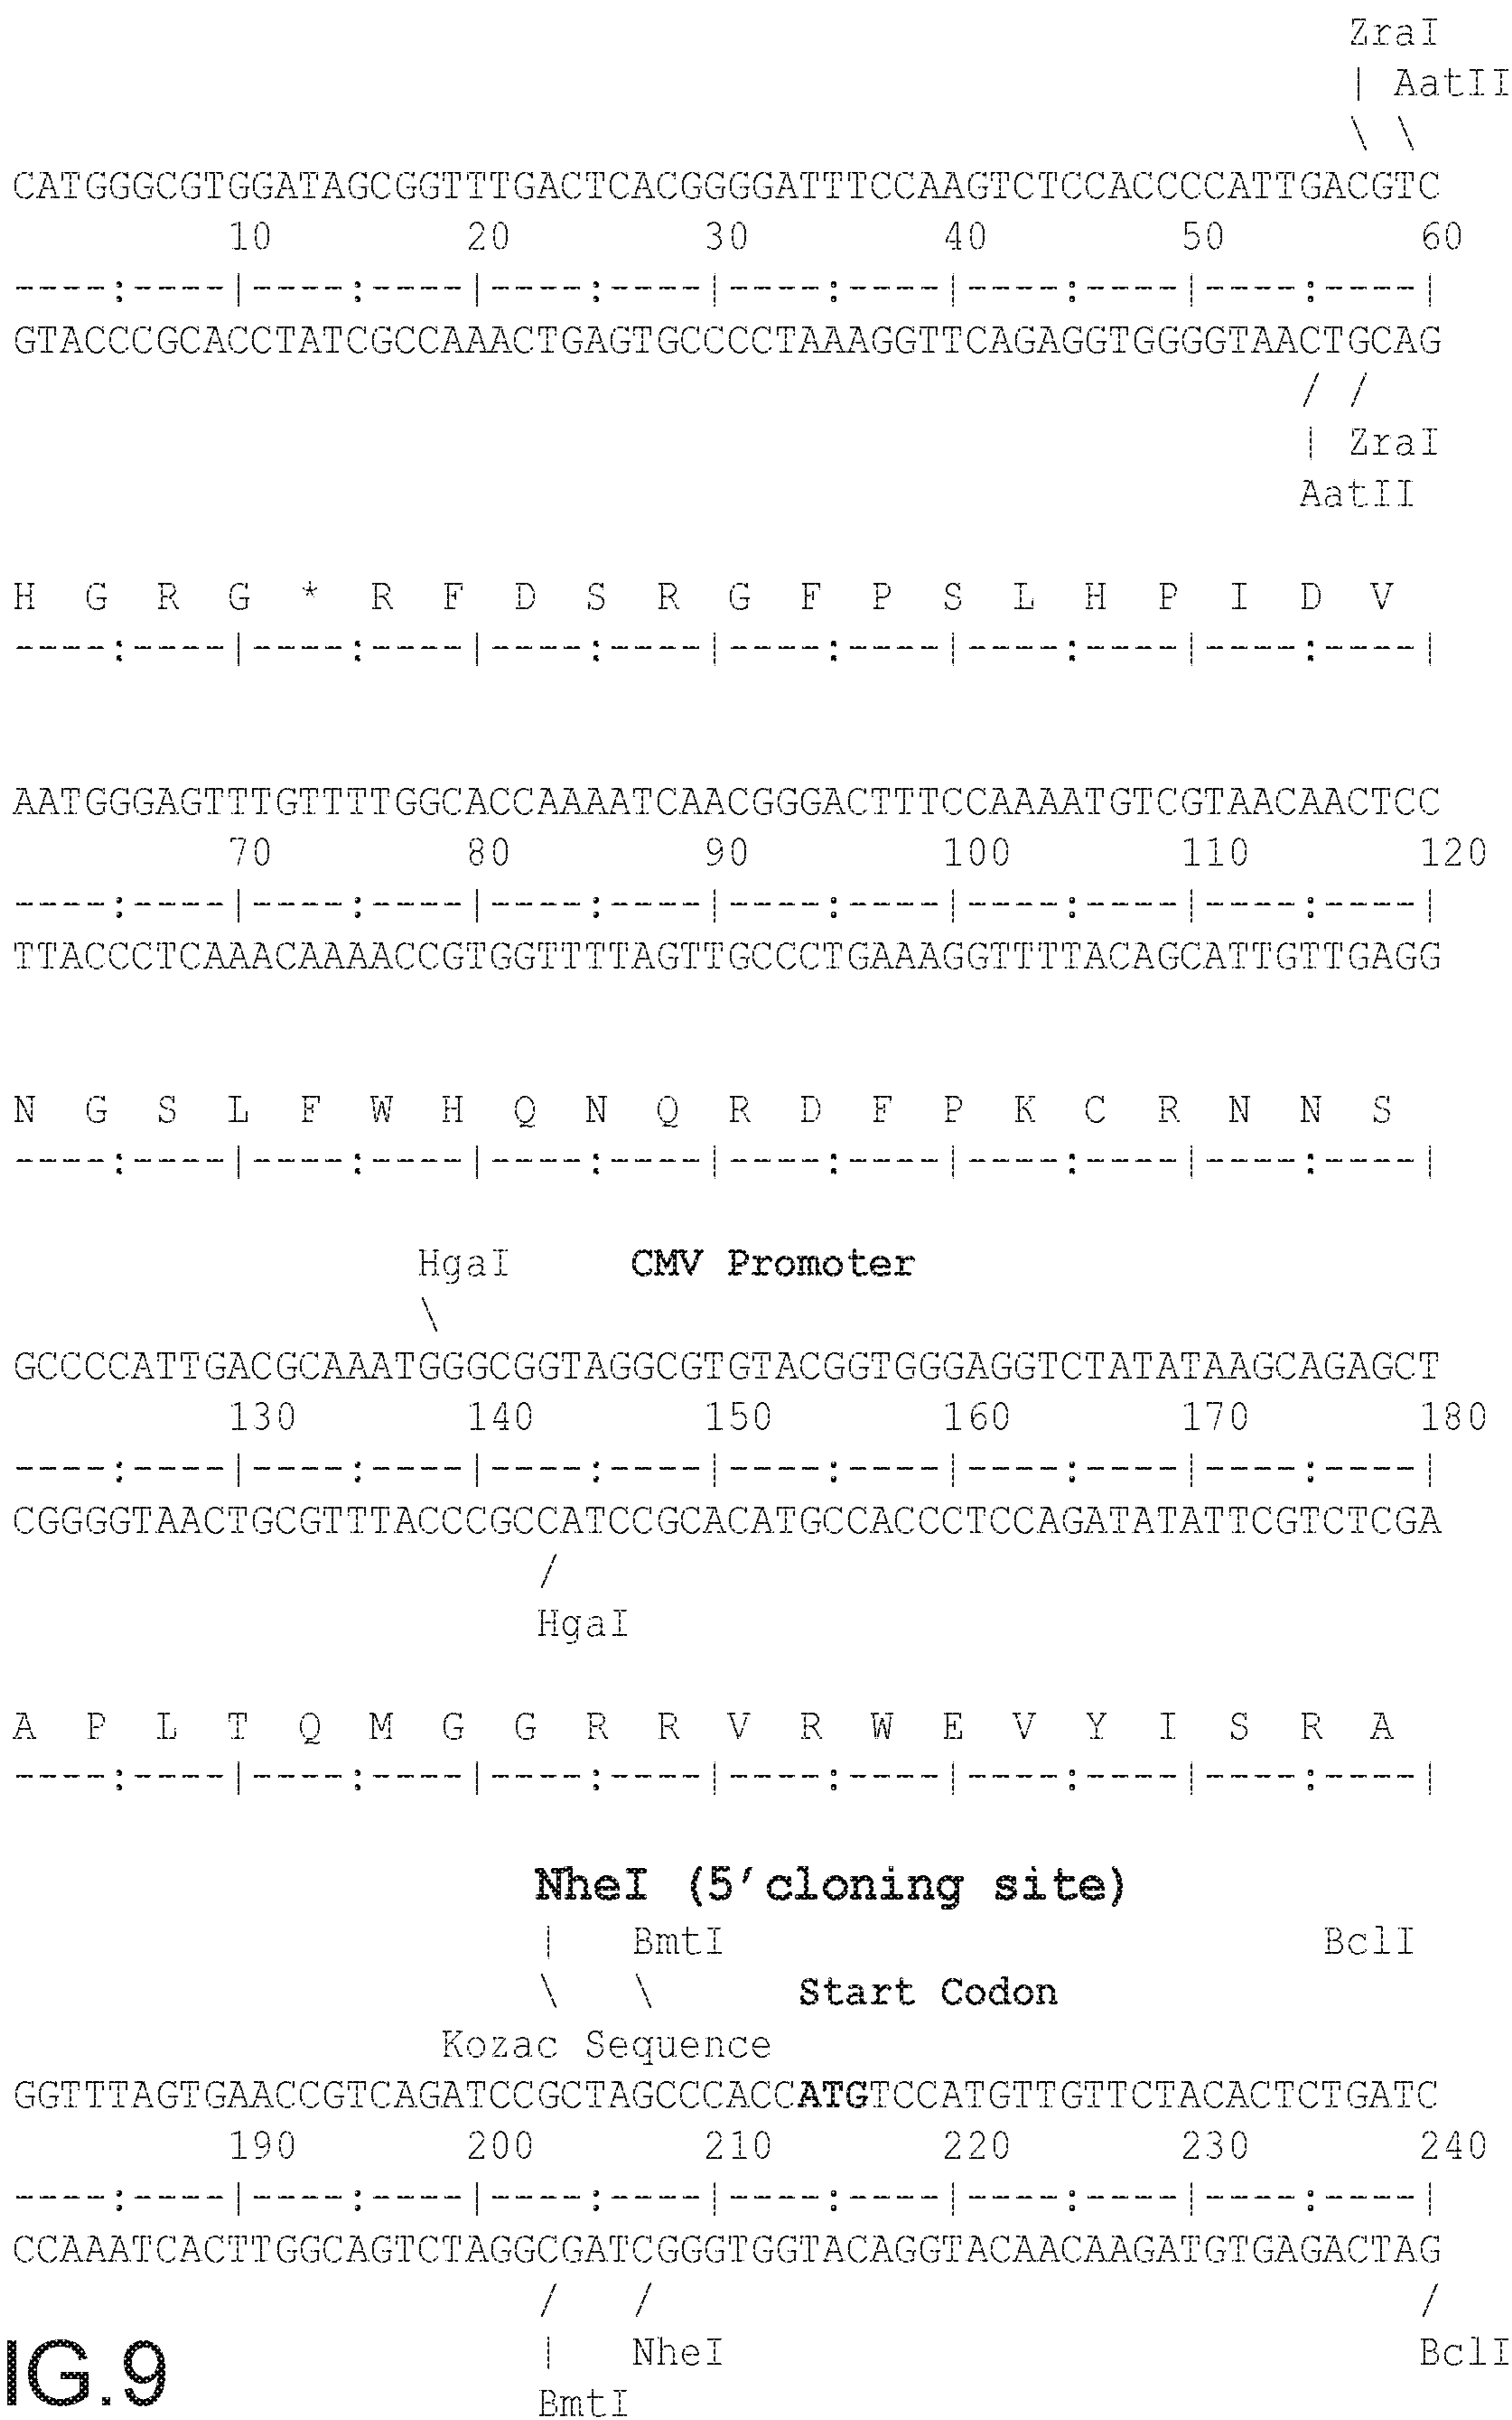 ZraI
| AatII
\ \
CATGGGCGTGGATAGCGGTTTGACTCACGGGGATTTCCAAGTCTCCACCCCATTGACGTC
10 20 30 40 50 60
----:----|----:----|----:----|----:----|----:----|----:----|
GTACCCGCACCTATCGCCAAACTGAGTGCCCCTAAAGGTTCAGAGGTGGGGTAACTGCAG
/ /
| ZraI
AatII
H G R G * R F D S R G F P S L H P I D V
----:----|----:----|----:----|----:----|----:----|----:----|
AATGGGAGTTTGTTTTGGCACCAAAATCAACGGGACTTTCCAAAATGTCGTAACAACTCC
70 80 90 100 110 120
----:----|----:----|----:----|----:----|----:----|----:----|
TTACCCTCAAACAAAACCGTGGTTTTAGTTGCCCTGAAAGGTTTTACAGCATTGTTGAGG
N G S L F W H Q N Q R D F P K C R N N S
----:----|----:----|----:----|----:----|----:----|----:----|
HgaI CMV Promoter
\
GCCCCATTGACGCAAATGGGCGGTAGGCGTGTACGGTGGGAGGTCTATATAAGCAGAGCT
130 140 150 160 170 180
----:----|----:----|----:----|----:----|----:----|----:----|
CGGGGTAACTGCGTTTACCCGCCATCCGCACATGCCACCCTCCAGATATATTCGTCTCGA
/
HgaI
A P L T Q M G G R R V R W E V Y I S R A
----:----|----:----|----:----|----:----|----:----|----:----|
NheI (5'cloning site)
| BmtI BclI
\ \ Start Codon
Kozac Sequence
GGTTTAGTGAACCGTCAGATCCGCTAGCCCACCATGTCCATGTTGTTCTACACTCTGATC
190 200 210 220 230 240
----:----|----:----|----:----|----:----|----:----|----:----|
CCAAATCACTTGGCAGTCTAGGCGATCGGGTGGTACAGGTACAACAAGATGTGAGACTAG
/ / /
| NheI BclI
BmtI
IG.9